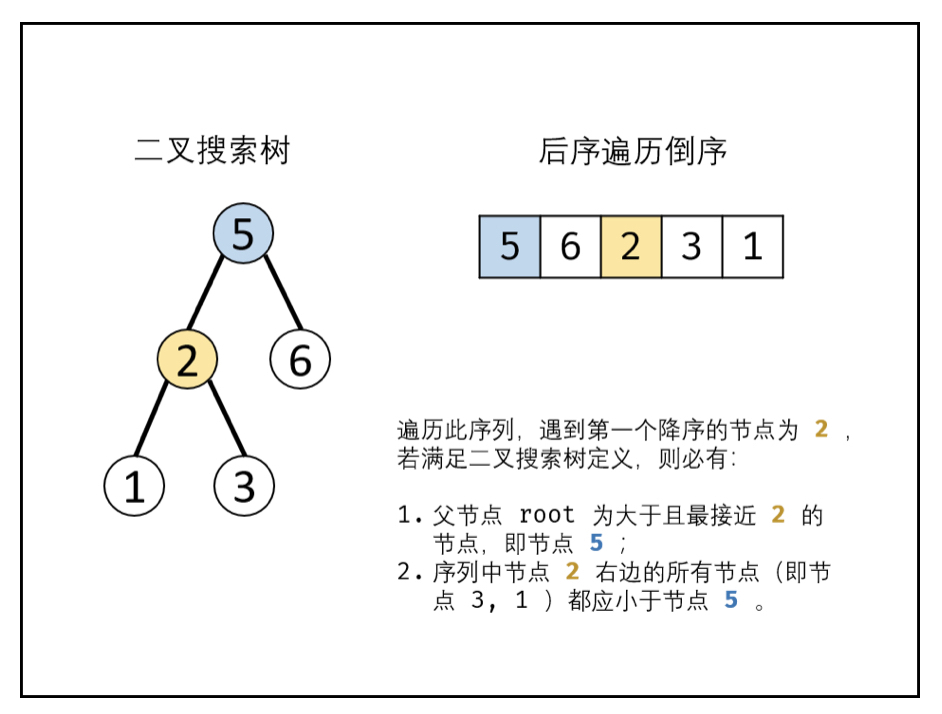 二叉搜索树
后序遍历倒序
5
5 6 2 3 1
2 6
1 3
遍历此序列，遇到第一个降序的节点为 2 ，
若满足二叉搜索树定义，则必有：
1. 父节点 root 为大于且最接近 2 的
节点，即节点 5 ；
2. 序列中节点 2 右边的所有节点（即节
点 3, 1 ）都应小于节点 5 。